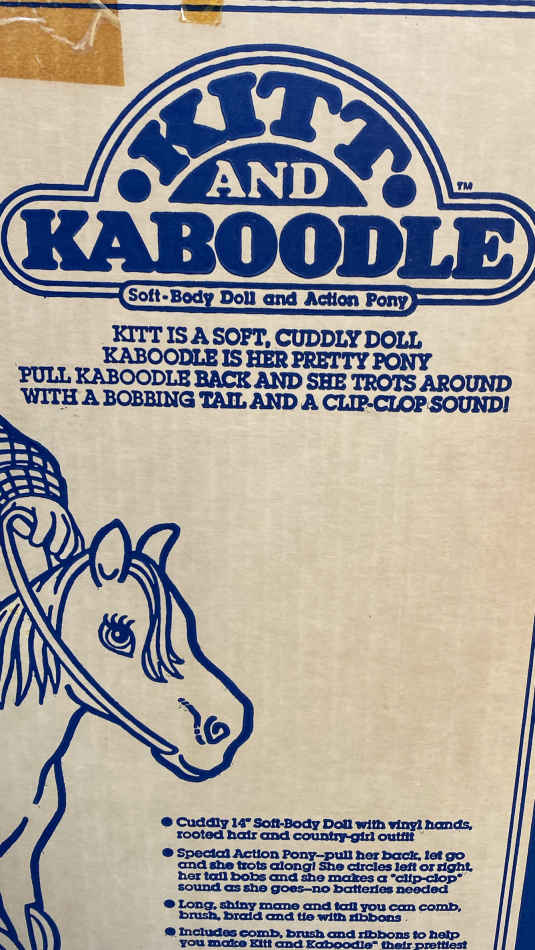 KITT
AND
KABOODLE
TM
Soft-Body Doll and Action Pony
KITT IS A SOFT, CUDDLY DOLL
KABOODLE IS HER PRETTY PONY
PULL KABOODLE BACK AND SHE TROTS AROUND
WITH A BOBBING TAIL AND A CLIP-CLOP SOUND!
● Cuddly 14" Soft-Body Doll with vinyl hands,
rooted hair and country-girl outfit
● Special Action Pony—pull her back, let go
and she trots along! She circles left or right,
her tail bobs and she makes a "clip-clop"
sound as she goes—no batteries needed
● Long, shiny mane and tail you can comb,
brush, braid and tie with ribbons
● Includes comb, brush and ribbons to help
you make Kitt and Kaboodle™ their prettiest